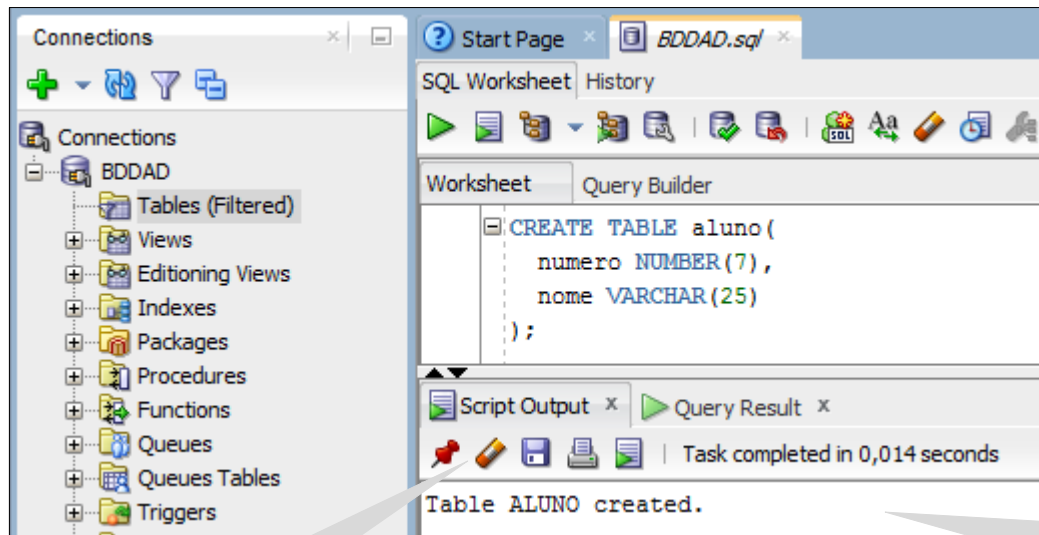 Connections
Connections
BDDAD
Tables (Filtered)
Views
Editioning Views
Indexes
Packages
Procedures
Functions
Queues
Queues Tables
Triggers
Start Page
BDDAD.sql
SQL Worksheet History
SQL
Aa
Worksheet Query Builder
CREATE TABLE aluno(
numero NUMBER(7),
nome VARCHAR(25)
);
Script Output x Query Result x
Task completed in 0,014 seconds
Table ALUNO created.